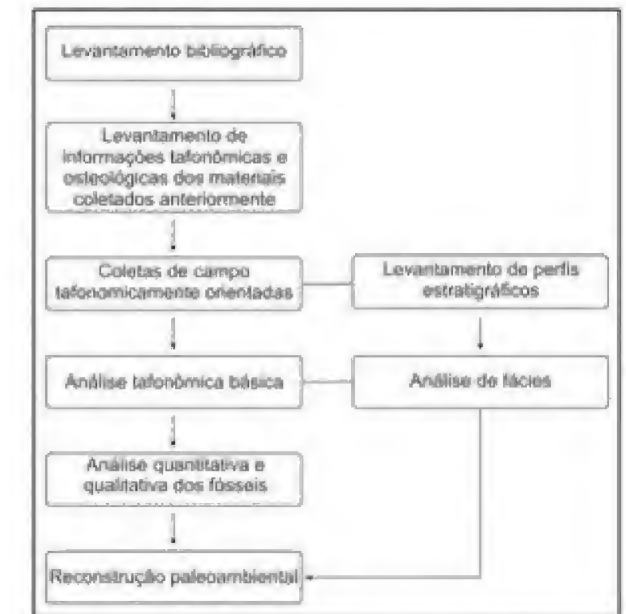 Levantamento bibliográfico
Levantamento de
informações tafonômicas e
osteológicas dos materiais
coletados anteriormente
Coletas de campo
tafonomicamente orientadas
Levantamento de perfis
estratigráficos
Análise tafonômica básica
Análise de fácies
Análise quantitativa e
qualitativa dos fósseis
Reconstrução paleoambiental